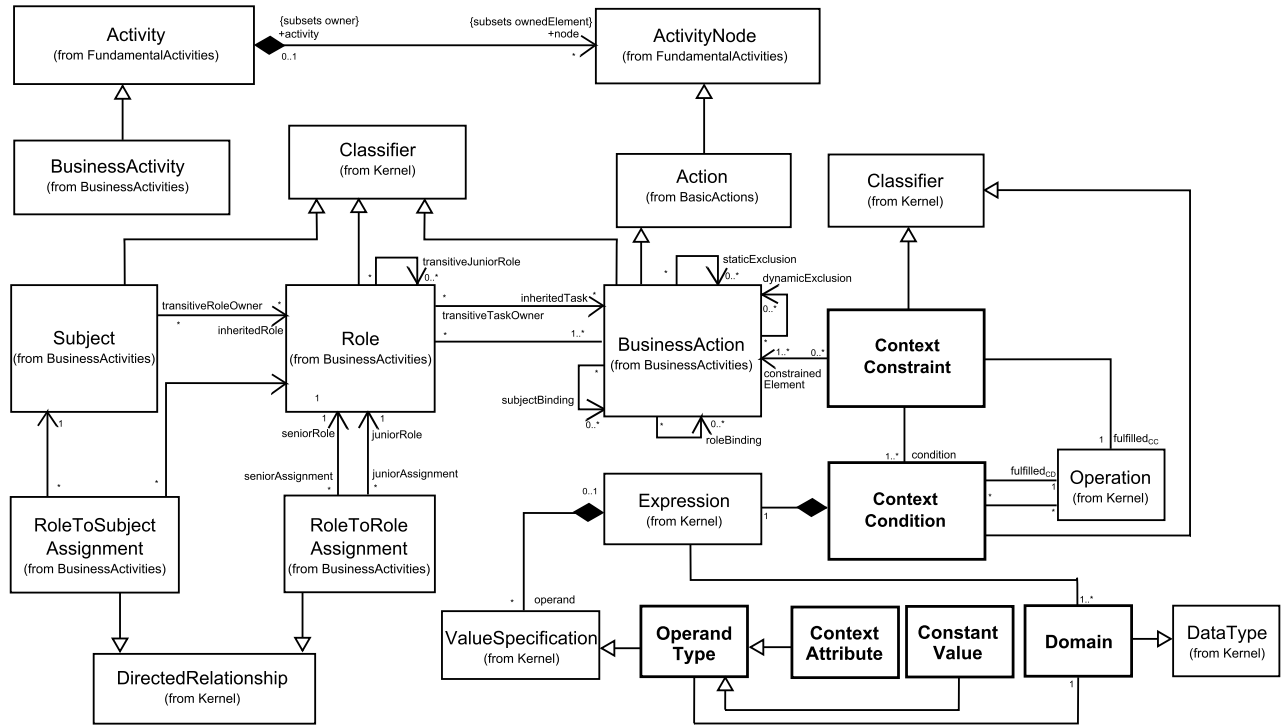 Activity
(from FundamentalActivities)
{subsets owner}
+activity
0..1
{subsets ownedElement}
+node
*
ActivityNode
(from FundamentalActivities)
BusinessActivity
(from BusinessActivities)
Classifier
(from Kernel)
Action
(from BasicActions)
Classifier
(from Kernel)
transitiveJuniorRole
*
0..*
staticExclusion
*
0..*
dynamicExclusion
0..*
*
Subject
(from BusinessActivities)
transitiveRoleOwner
*
*
inheritedRole
Role
(from BusinessActivities)
1
*
inheritedTask
*
transitiveTaskOwner
*
1..*
BusinessAction
(from BusinessActivities)
1..*
0..*
constrained
Element
Context
Constraint
subjectBinding
*
0..*
*
0..*
roleBinding
1
1
seniorRole
1
juniorRole
seniorAssignment
*
juniorAssignment
*
*
*
1
fulfilledCC
1..*
condition
RoleToSubject
Assignment
(from BusinessActivities)
RoleToRole
Assignment
(from BusinessActivities)
0..1
Expression
(from Kernel)
1
Context
Condition
fulfilledCD
1
*
*
Operation
(from Kernel)
*
operand
1..*
ValueSpecification
(from Kernel)
Operand
Type
Context
Attribute
Constant
Value
Domain
DataType
(from Kernel)
1
DirectedRelationship
(from Kernel)